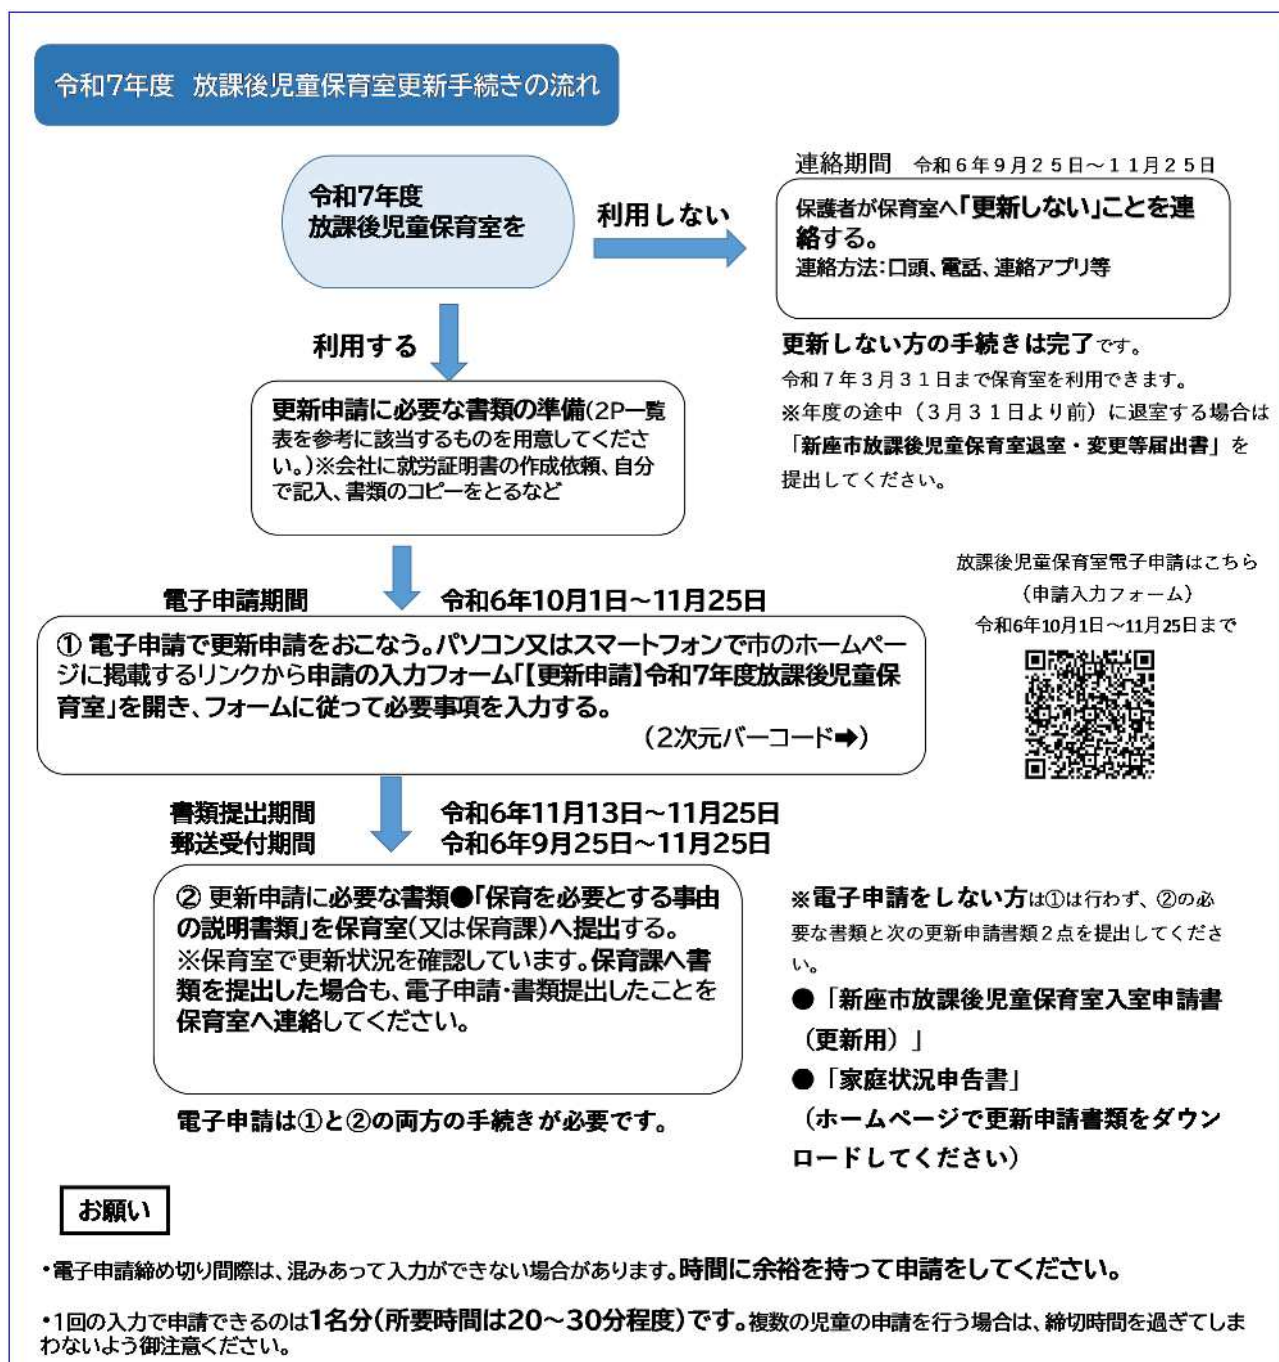 令和7年度 放課後児童保育室更新手続きの流れ
令和7年度
放課後児童保育室を
利用しない
連絡期間 令和6年9月25日～11月25日
保護者が保育室へ「更新しない」ことを連
絡する。
連絡方法：口頭、電話、連絡アプリ等
更新しない方の手続きは完了です。
令和7年3月31日まで保育室を利用できます。
※年度の途中（3月31日より前）に退室する場合は
「新座市放課後児童保育室退室・変更等届出書」を
提出してください。
利用する
更新申請に必要な書類の準備(2P一覧
表を参考に該当するものを用意してくださ
い。)※会社に就労証明書の作成依頼、自分
で記入、書類のコピーをとるなど
電子申請期間 令和6年10月1日～11月25日
① 電子申請で更新申請をおこなう。パソコン又はスマートフォンで市のホームペー
ジに掲載するリンクから申請の入力フォーム「【更新申請】令和7年度放課後児童保
育室」を開き、フォームに従って必要事項を入力する。
（2次元バーコード➡）
放課後児童保育室電子申請はこちら
（申請入力フォーム）
令和6年10月1日～11月25日まで
書類提出期間 令和6年11月13日～11月25日
郵送受付期間 令和6年9月25日～11月25日
② 更新申請に必要な書類●「保育を必要とする事由
の説明書類」を保育室(又は保育課)へ提出する。
※保育室で更新状況を確認しています。保育課へ書
類を提出した場合も、電子申請・書類提出したことを
保育室へ連絡してください。
電子申請は①と②の両方の手続きが必要です。
※電子申請をしない方は①は行わず、②の必
要な書類と次の更新申請書類2点を提出してくださ
い。
●「新座市放課後児童保育室入室申請書
（更新用）」
●「家庭状況申告書」
（ホームページで更新申請書類をダウン
ロードしてください）
お願い
・電子申請締め切り間際は、混みあって入力ができない場合があります。時間に余裕を持って申請をしてください。
・1回の入力で申請できるのは1名分(所要時間は20～30分程度)です。複数の児童の申請を行う場合は、締切時間を過ぎてしま
わないよう御注意ください。